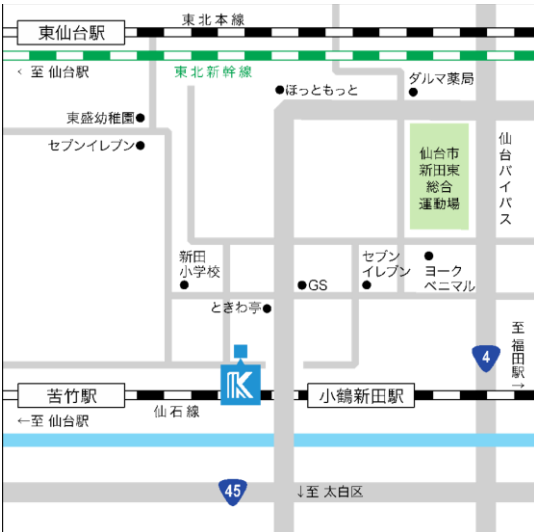 東北本線
東仙台駅
← 至 仙台駅
東北新幹線
ダルマ薬局
ほっともっと
東盛幼稚園
セブンイレブン
仙台市
新田東
総合
運動場
仙台バイパス
新田
小学校
セブン
イレブン
ヨーク
ベニマル
GS
ときわ亭
至 福田駅→
4
苦竹駅
小鶴新田駅
仙石線
←至 仙台駅
45
↓至 太白区